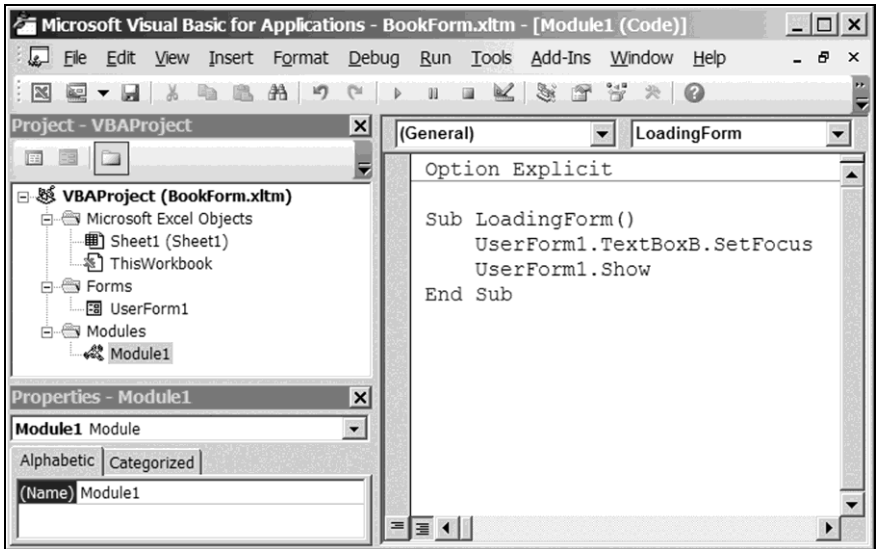 Microsoft Visual Basic for Applications - BookForm.xltm - [Module1 (Code)]
File Edit View Insert Format Debug Run Tools Add-Ins Window Help
Project - VBAProject
(General) LoadingForm
VBAProject (BookForm.xltm)
Microsoft Excel Objects
Sheet1 (Sheet1)
ThisWorkbook
Forms
UserForm1
Modules
Module1
Option Explicit
Sub LoadingForm()
UserForm1.TextBoxB.SetFocus
UserForm1.Show
End Sub
Properties - Module1
Module1 Module
Alphabetic Categorized
(Name) Module1